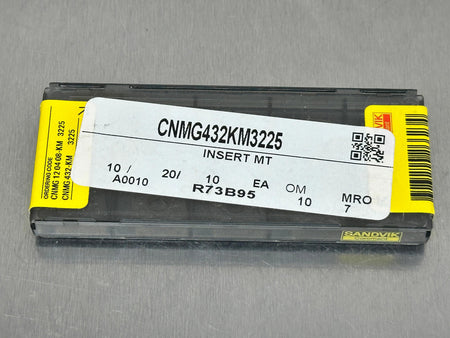 ORDERING CODE
CNMG 12 04 08-KM 3225
CNMG 432-KM 3225
CNMG432KM3225
INSERT MT
10 / 20/ 10 EA OM MRO
A0010 R73B95 10 7
SANDVIK
SANDVIK